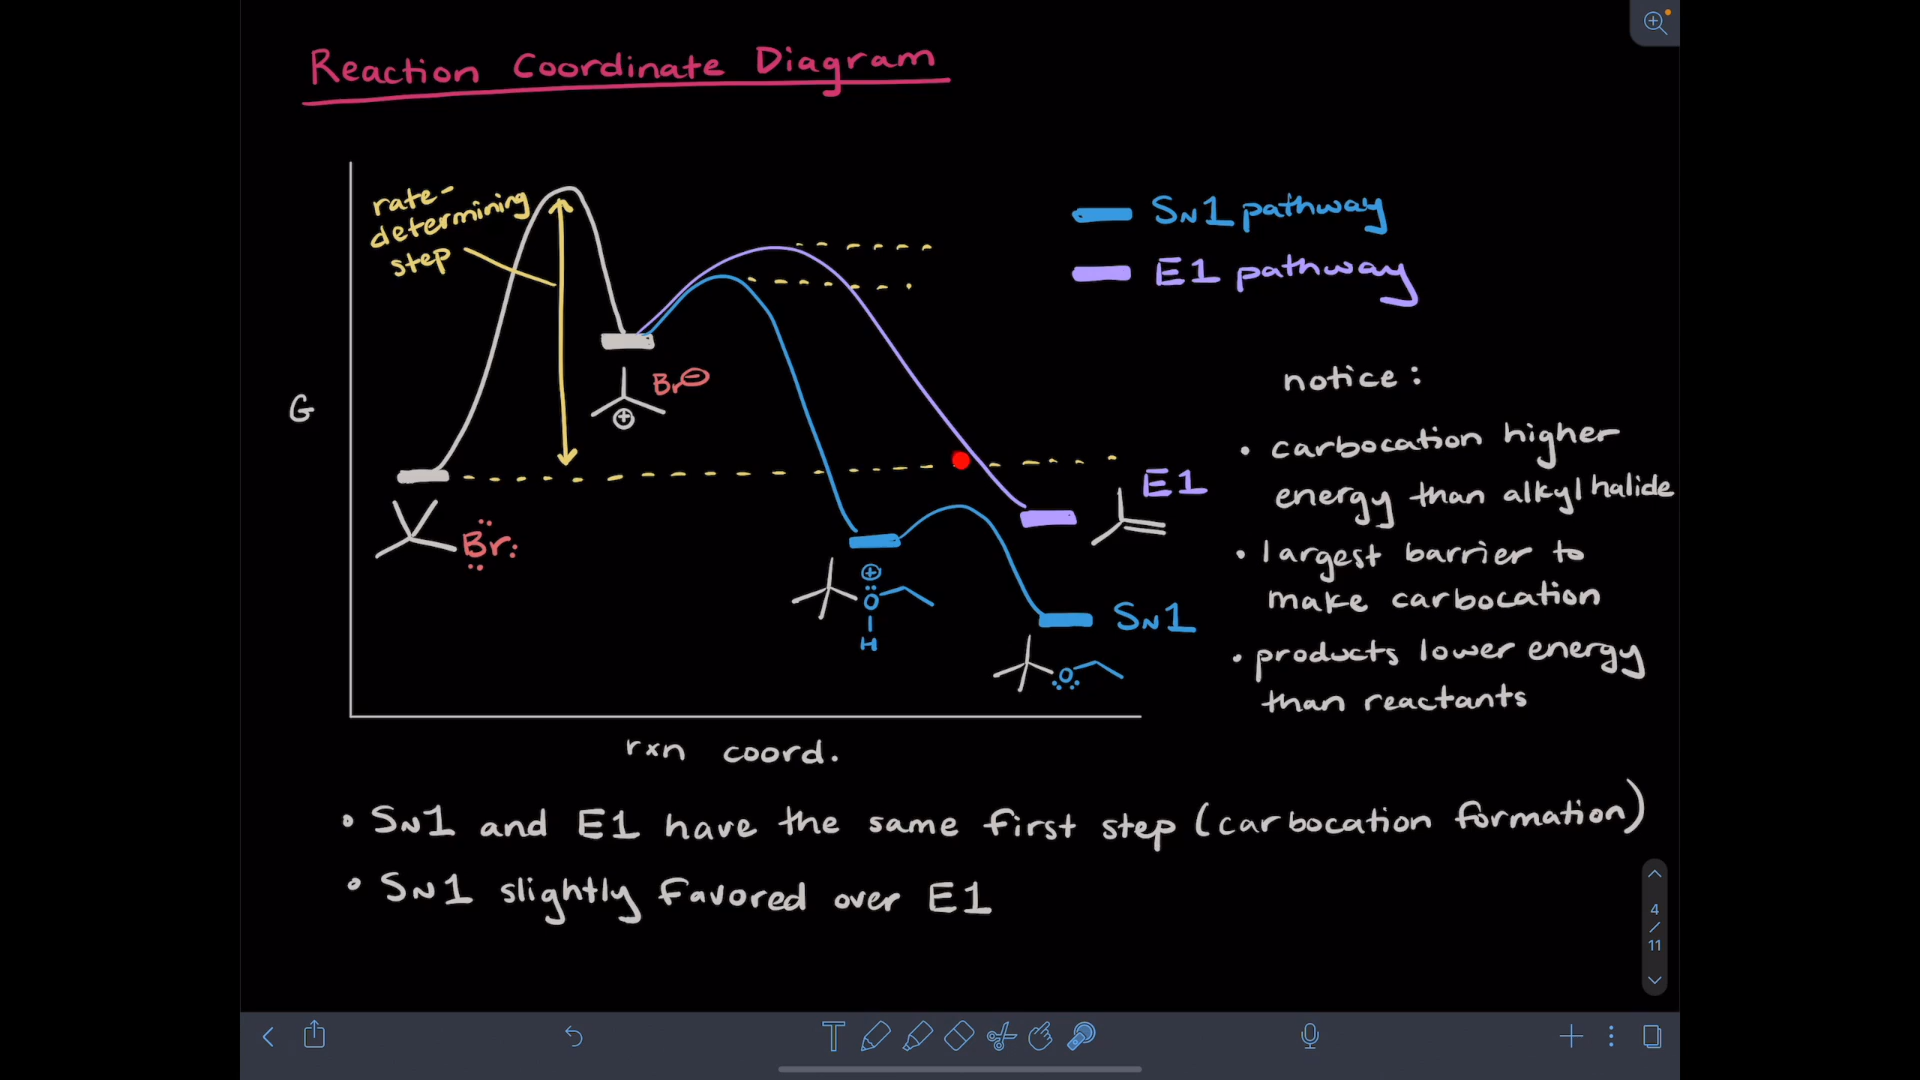 Reaction Coordinate Diagram
rate-
determining
step
SN1 pathway
E1 pathway
Br⊖
⊕
G
notice:
• carbocation higher
energy than alkyl halide
• largest barrier to
make carbocation
• products lower energy
than reactants
Br
E1
⊕
O
H
SN1
O
rxn coord.
• SN1 and E1 have the same first step (carbocation formation)
• SN1 slightly favored over E1
4
/
11
T